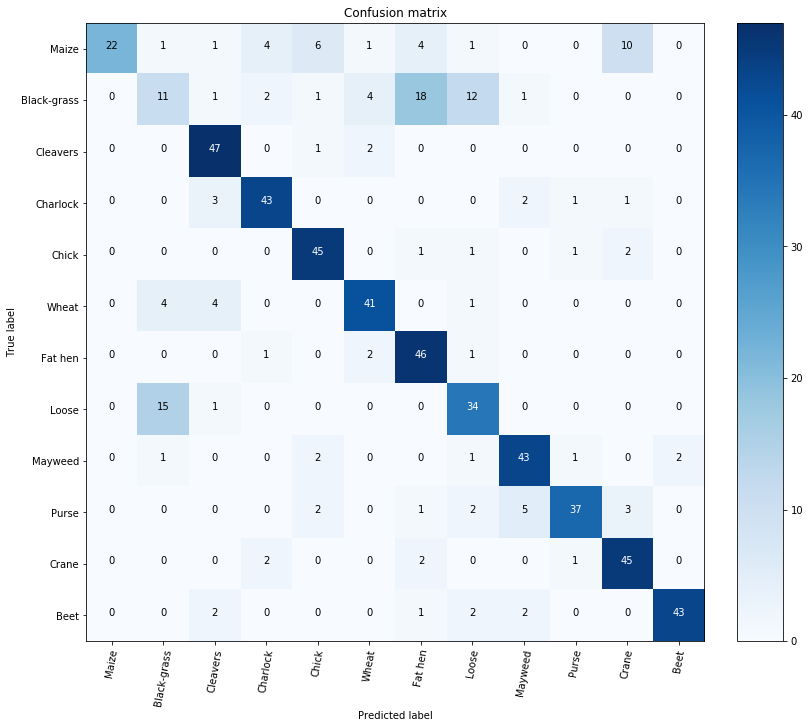 Confusion matrix
Maize 22 1 1 4 6 1 4 1 0 0 10 0
Black-grass 0 11 1 2 1 4 18 12 1 0 0 0
Cleavers 0 0 47 0 1 2 0 0 0 0 0 0
Charlock 0 0 3 43 0 0 0 0 2 1 1 0
Chick 0 0 0 0 45 0 1 1 0 1 2 0
Wheat 0 4 4 0 0 41 0 1 0 0 0 0
Fat hen 0 0 0 1 0 2 46 1 0 0 0 0
Loose 0 15 1 0 0 0 0 34 0 0 0 0
Mayweed 0 1 0 0 2 0 0 1 43 1 0 2
Purse 0 0 0 0 2 0 1 2 5 37 3 0
Crane 0 0 0 2 0 0 2 0 0 1 45 0
Beet 0 0 2 0 0 0 1 2 2 0 0 43
True label
Maize Black-grass Cleavers Charlock Chick Wheat Fat hen Loose Mayweed Purse Crane Beet
Predicted label
40
30
20
10
0